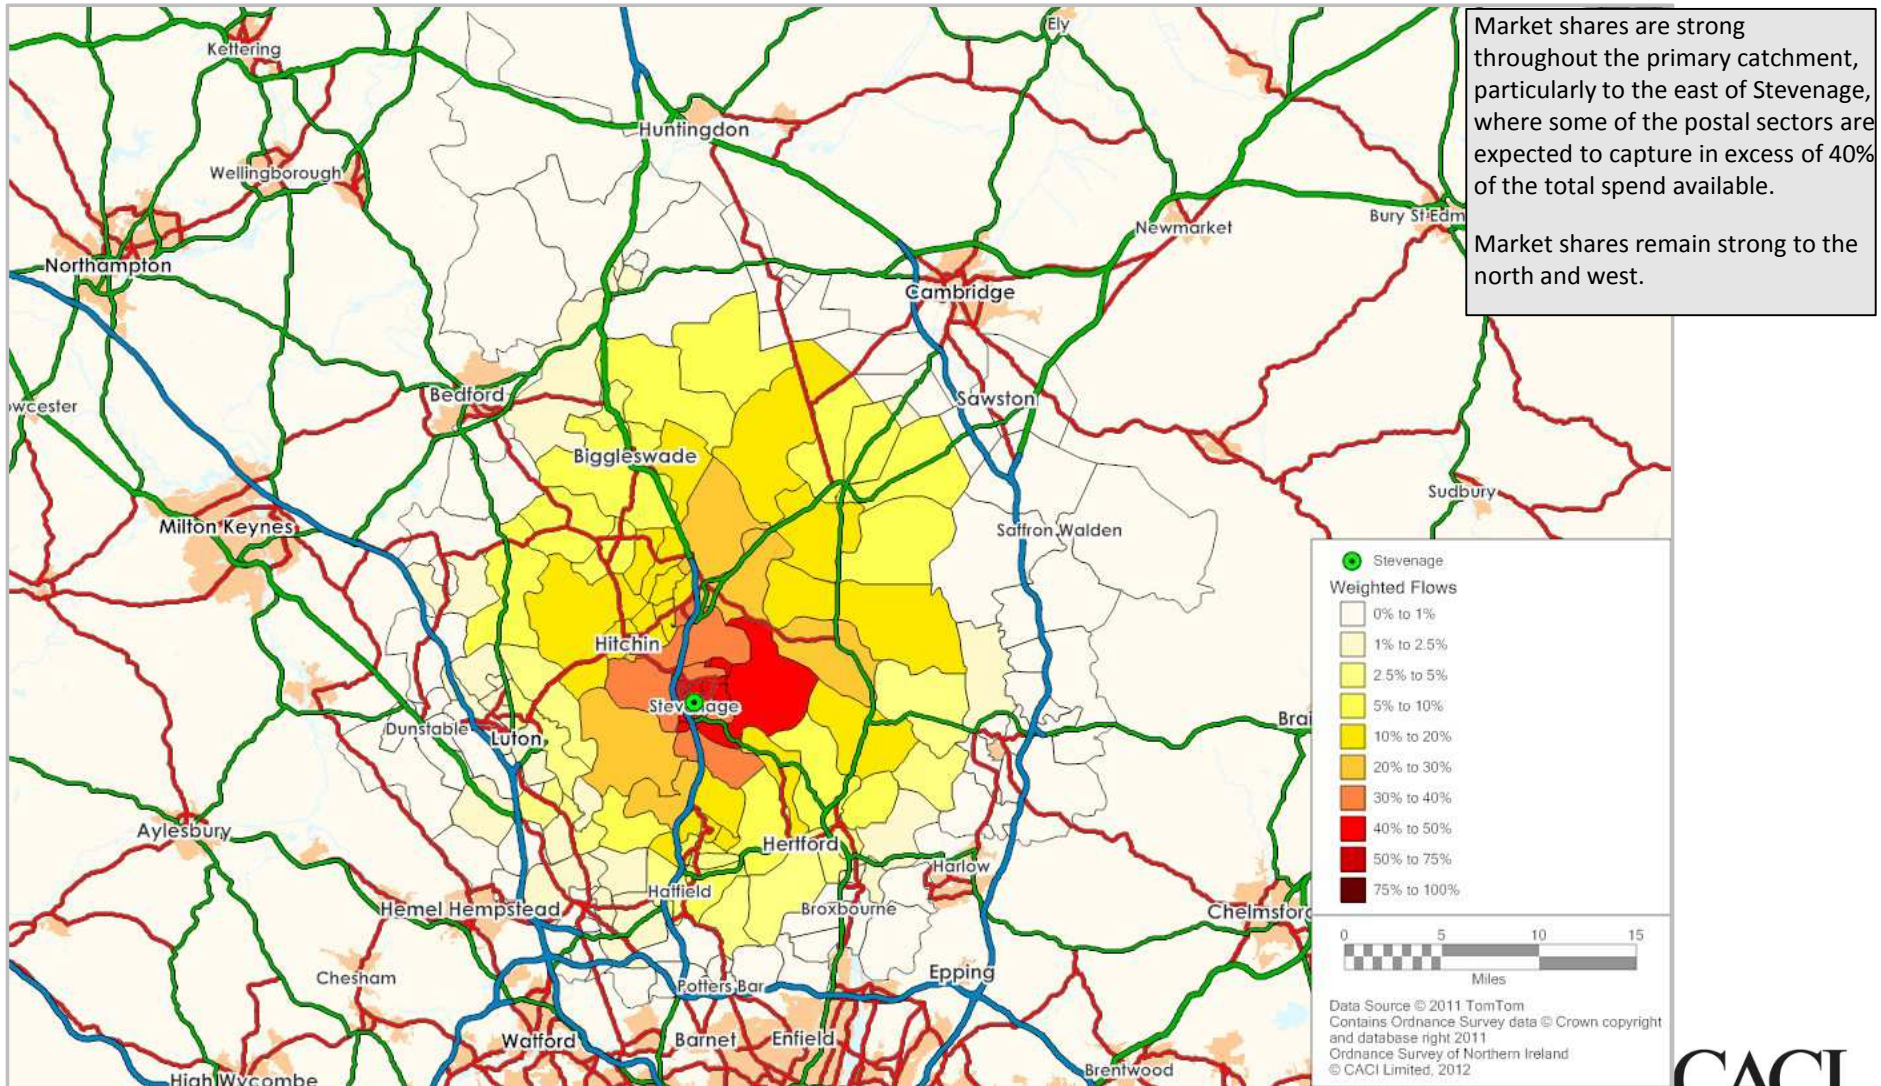 Market shares are strong
throughout the primary catchment,
particularly to the east of Stevenage,
where some of the postal sectors are
expected to capture in excess of 40%
of the total spend available.
Market shares remain strong to the
north and west.
Ely
Kettering
Huntingdon
Wellingborough
Bury St Edm
Newmarket
Northampton
Cambridge
Bedford
Sawston
owcester
Biggleswade
Sudbury
Milton Keynes
Saffron Walden
Hitchin
Stevenage
Dunstable
Luton
Brai
Aylesbury
Hertford
Harlow
Hatfield
Hemel Hempstead
Broxbourne
Chelmsford
Chesham
Epping
Potters Bar
Watford
Barnet
Enfield
Brentwood
High Wycombe
Stevenage
Weighted Flows
0% to 1%
1% to 2.5%
2.5% to 5%
5% to 10%
10% to 20%
20% to 30%
30% to 40%
40% to 50%
50% to 75%
75% to 100%
0 5 10 15
Miles
Data Source © 2011 TomTom
Contains Ordnance Survey data © Crown copyright
and database right 2011
Ordnance Survey of Northern Ireland
© CACI Limited, 2012
CACI